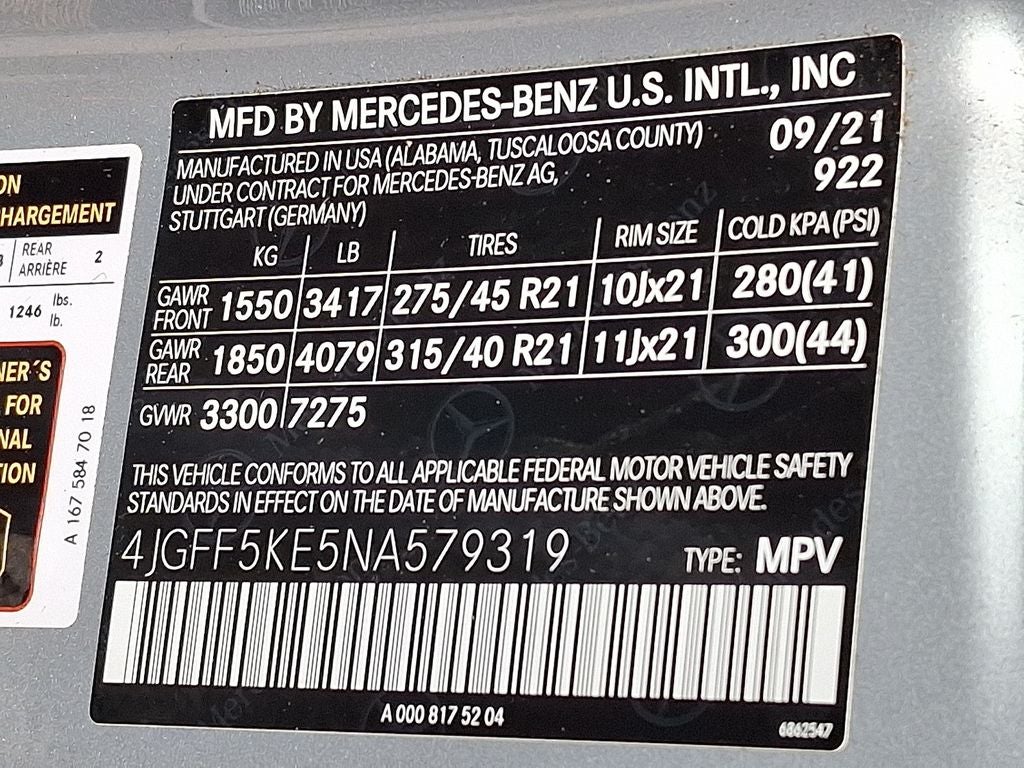 MFD BY MERCEDES-BENZ U.S. INTL., INC
MANUFACTURED IN USA (ALABAMA, TUSCALOOSA COUNTY) 09/21
UNDER CONTRACT FOR MERCEDES-BENZ AG, 922
STUTTGART (GERMANY)
KG LB TIRES RIM SIZE COLD KPA (PSI)
GAWR FRONT 1550 3417 275/45 R21 10Jx21 280(41)
GAWR REAR 1850 4079 315/40 R21 11Jx21 300(44)
GVWR 3300 7275
THIS VEHICLE CONFORMS TO ALL APPLICABLE FEDERAL MOTOR VEHICLE SAFETY
STANDARDS IN EFFECT ON THE DATE OF MANUFACTURE SHOWN ABOVE.
4JGFF5KE5NA579319 TYPE: MPV
A 000 817 52 04
6862547
ON
HARGEMENT
REAR 2
ARRIÈRE
1246 lbs.
lb.
NER´S
FOR
NAL
TION
A 167 584 70 18